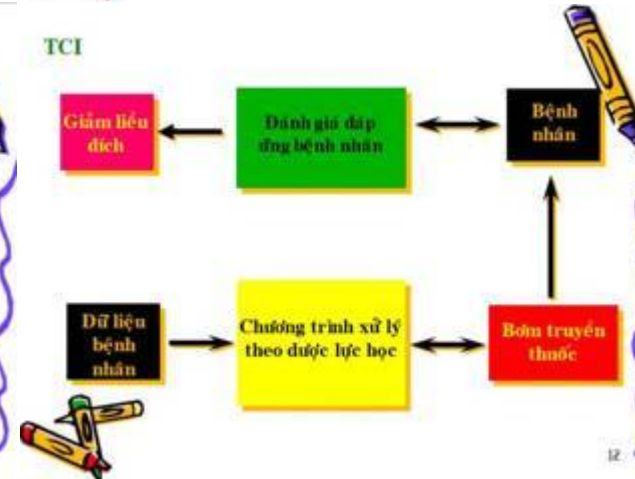 TCI
Giảm liều
đích
Đánh giá đáp
ứng bệnh nhân
Bệnh
nhân
Dữ liệu
bệnh
nhân
Chương trình xử lý
theo dược lực học
Bơm truyền
thuốc
12